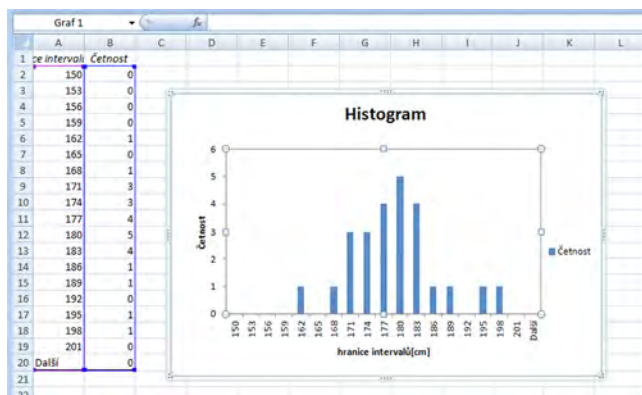 Graf 1 fx
A B C D E F G H I J K L
1 ce intervalů Četnost
2 150 0
3 153 0
4 156 0
5 159 0
6 162 1
7 165 0
8 168 1
9 171 3
10 174 3
11 177 4
12 180 5
13 183 4
14 186 1
15 189 1
16 192 0
17 195 1
18 198 1
19 201 0
20 Další 0
21
Histogram
6
5
4
3
2
1
0
Četnost
150 153 156 159 162 165 168 171 174 177 180 183 186 189 192 195 198 201 Další
hranice intervalů[cm]
Četnost